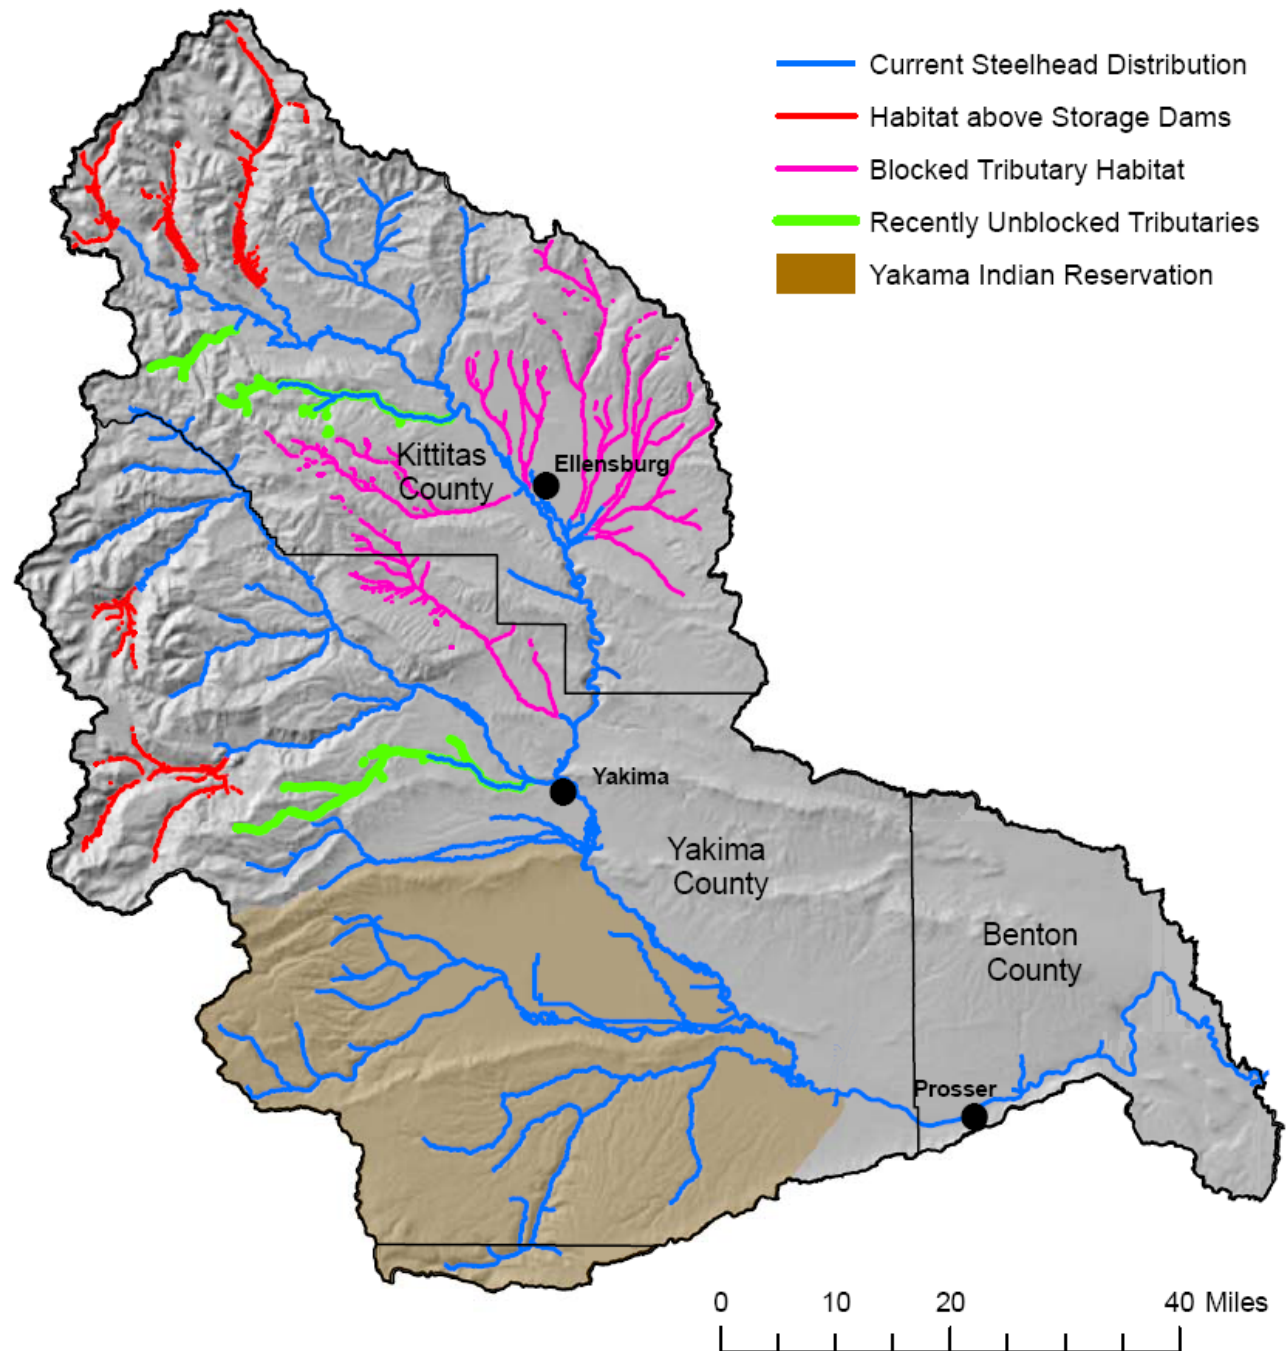 Current Steelhead Distribution
Habitat above Storage Dams
Blocked Tributary Habitat
Recently Unblocked Tributaries
Yakama Indian Reservation
Kittitas
County
Ellensburg
Yakima
Yakima
County
Benton
County
Prosser
0 10 20 40 Miles